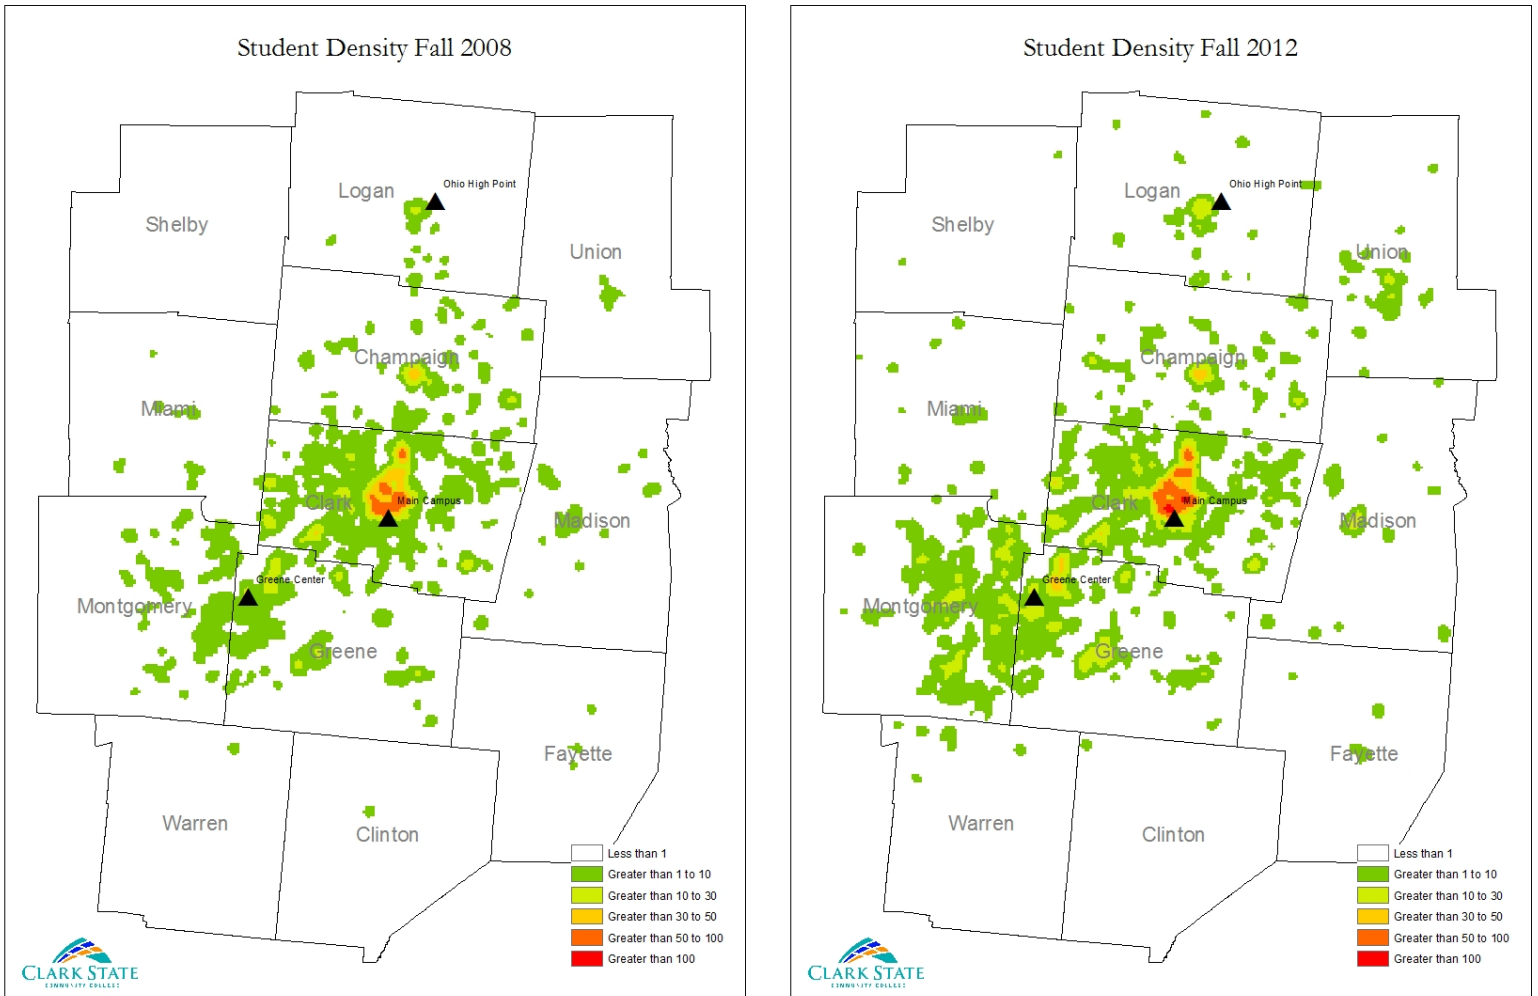 Student Density Fall 2008
Ohio High Point
Logan
Shelby
Union
Champaign
Miami
Main Campus
Clark
Madison
Greene Center
Montgomery
Greene
Fayette
Warren
Clinton
Less than 1
Greater than 1 to 10
Greater than 10 to 30
Greater than 30 to 50
Greater than 50 to 100
Greater than 100
CLARK STATE
COMMUNITY COLLEGE
Student Density Fall 2012
Ohio High Point
Logan
Shelby
Union
Champaign
Miami
Main Campus
Clark
Madison
Greene Center
Montgomery
Greene
Fayette
Warren
Clinton
Less than 1
Greater than 1 to 10
Greater than 10 to 30
Greater than 30 to 50
Greater than 50 to 100
Greater than 100
CLARK STATE
COMMUNITY COLLEGE